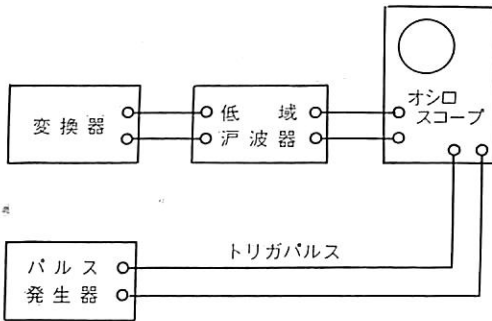 オシロ
スコープ
変換器
低域
沪波器
トリガパルス
パルス
発生器